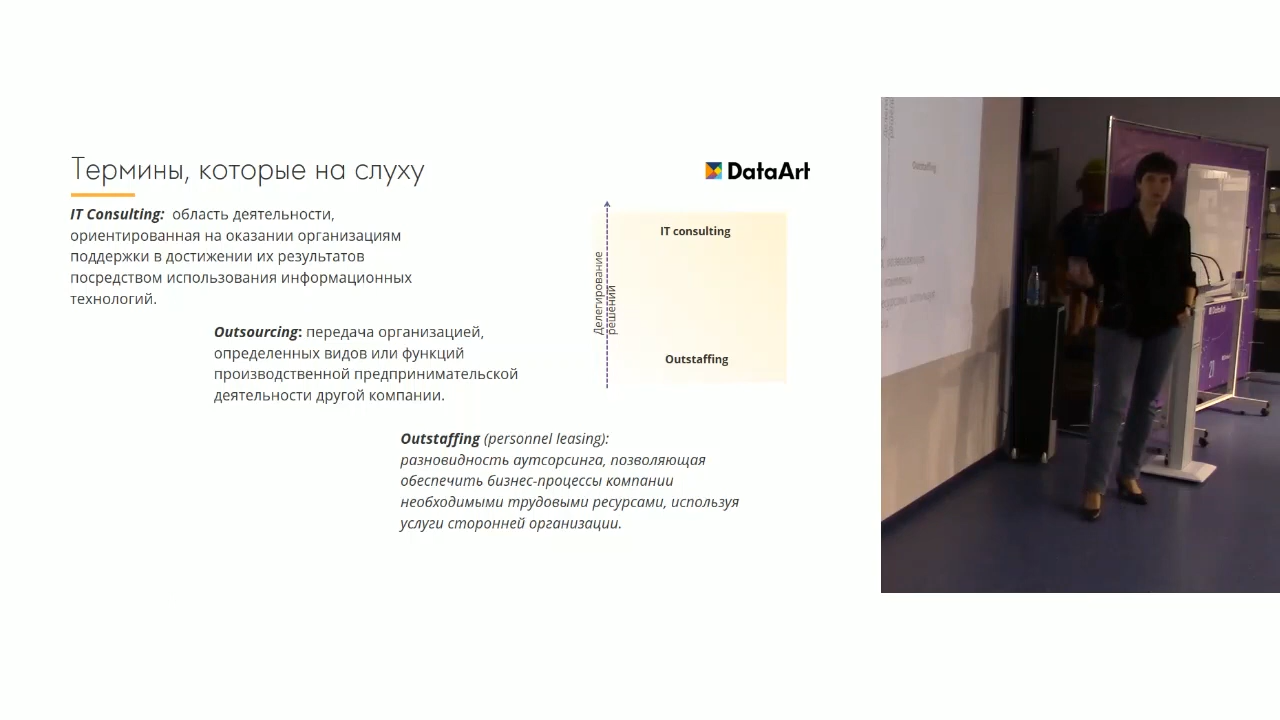 Термины, которые на слуху
DataArt
IT Consulting: область деятельности,
ориентированная на оказании организациям
поддержки в достижении их результатов
посредством использования информационных
технологий.
Outsourcing: передача организацией,
определенных видов или функций
производственной предпринимательской
деятельности другой компании.
Outstaffing (personnel leasing):
разновидность аутсорсинга, позволяющая
обеспечить бизнес-процессы компании
необходимыми трудовыми ресурсами, используя
услуги сторонней организации.
Делегирование
решений
IT consulting
Outstaffing
Outstaffing
DataArt